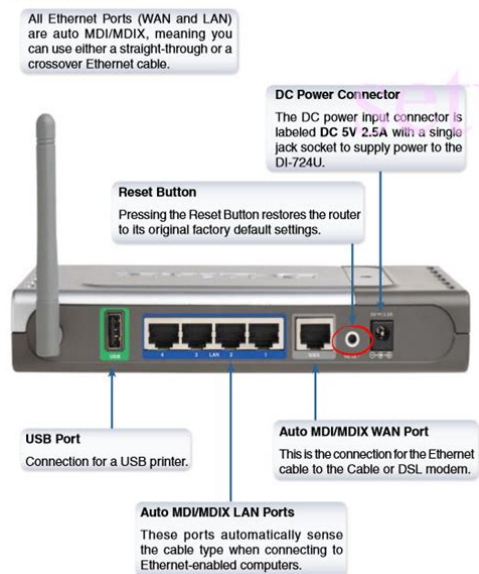 All Ethernet Ports (WAN and LAN)
are auto MDI/MDIX, meaning you
can use either a straight-through or a
crossover Ethernet cable.
DC Power Connector
The DC power input connector is
labeled DC 5V 2.5A with a single
jack socket to supply power to the
DI-724U.
Reset Button
Pressing the Reset Button restores the router
to its original factory default settings.
USB
4 3 LAN 2 1
WAN
RESET
USB Port
Connection for a USB printer.
Auto MDI/MDIX WAN Port
This is the connection for the Ethernet
cable to the Cable or DSL modem.
Auto MDI/MDIX LAN Ports
These ports automatically sense
the cable type when connecting to
Ethernet-enabled computers.